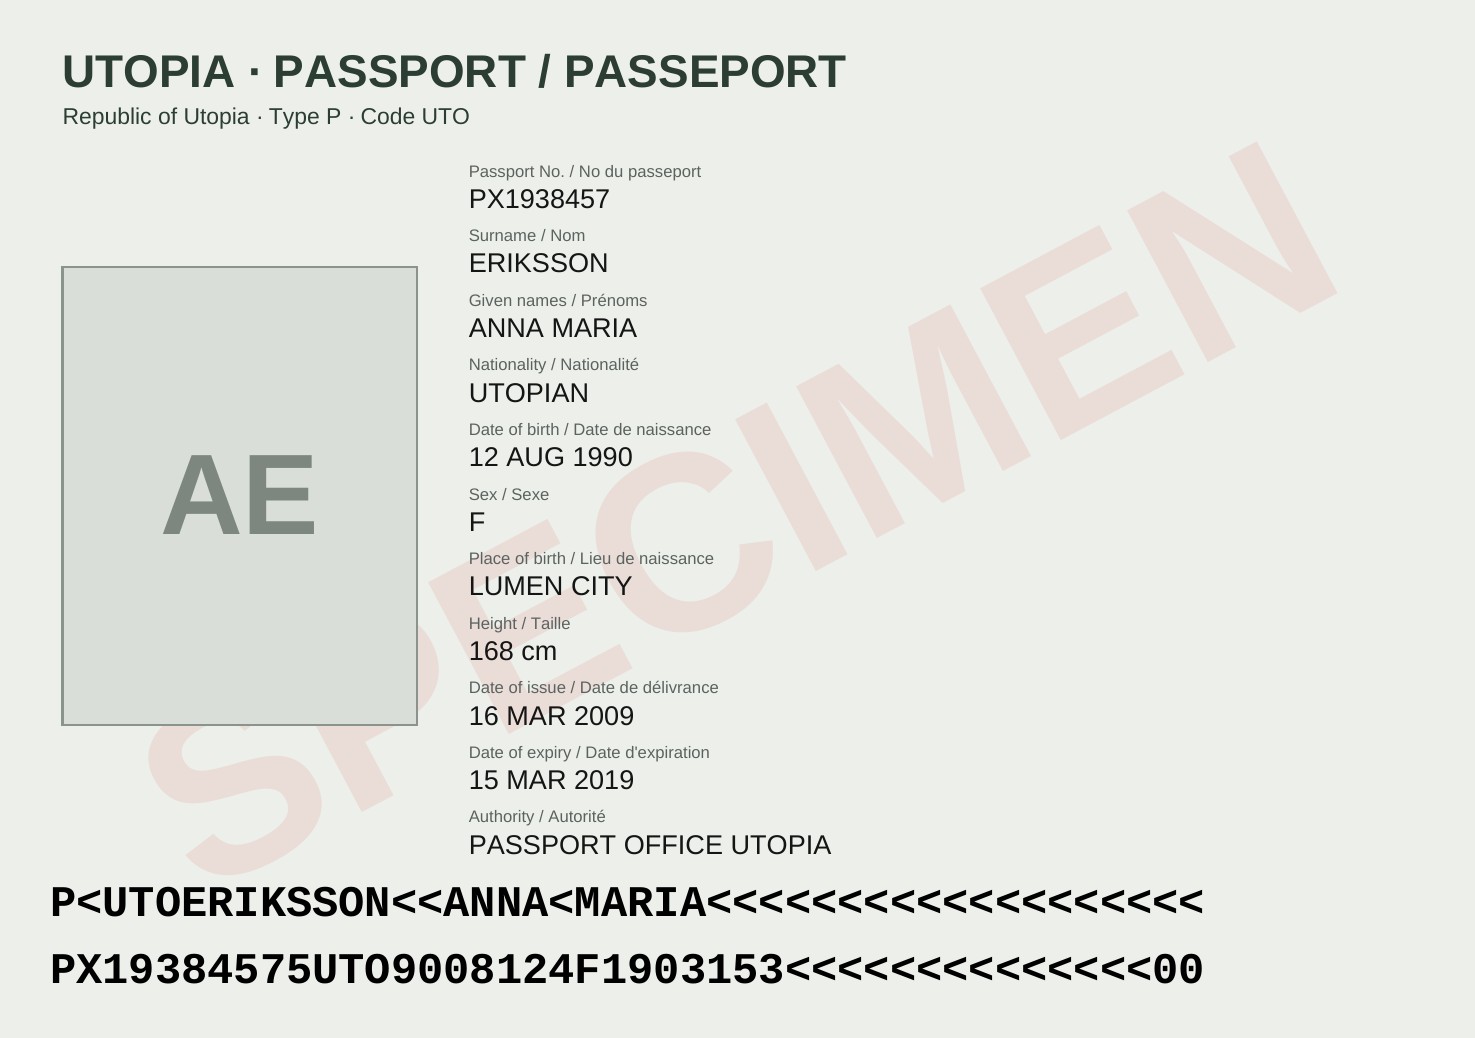 UTOPIA · PASSPORT / PASSEPORT
Republic of Utopia · Type P · Code UTO
Passport No. / No du passeport
PX1938457
Surname / Nom
ERIKSSON
Given names / Prénoms
ANNA MARIA
Nationality / Nationalité
UTOPIAN
Date of birth / Date de naissance
12 AUG 1990
Sex / Sexe
F
Place of birth / Lieu de naissance
LUMEN CITY
Height / Taille
168 cm
Date of issue / Date de délivrance
16 MAR 2009
Date of expiry / Date d'expiration
15 MAR 2019
Authority / Autorité
PASSPORT OFFICE UTOPIA
AE
SPECIMEN
P<UTOERIKSSON<<ANNA<MARIA<<<<<<<<<<<<<<<<<<<
PX19384575UTO9008124F1903153<<<<<<<<<<<<<<00